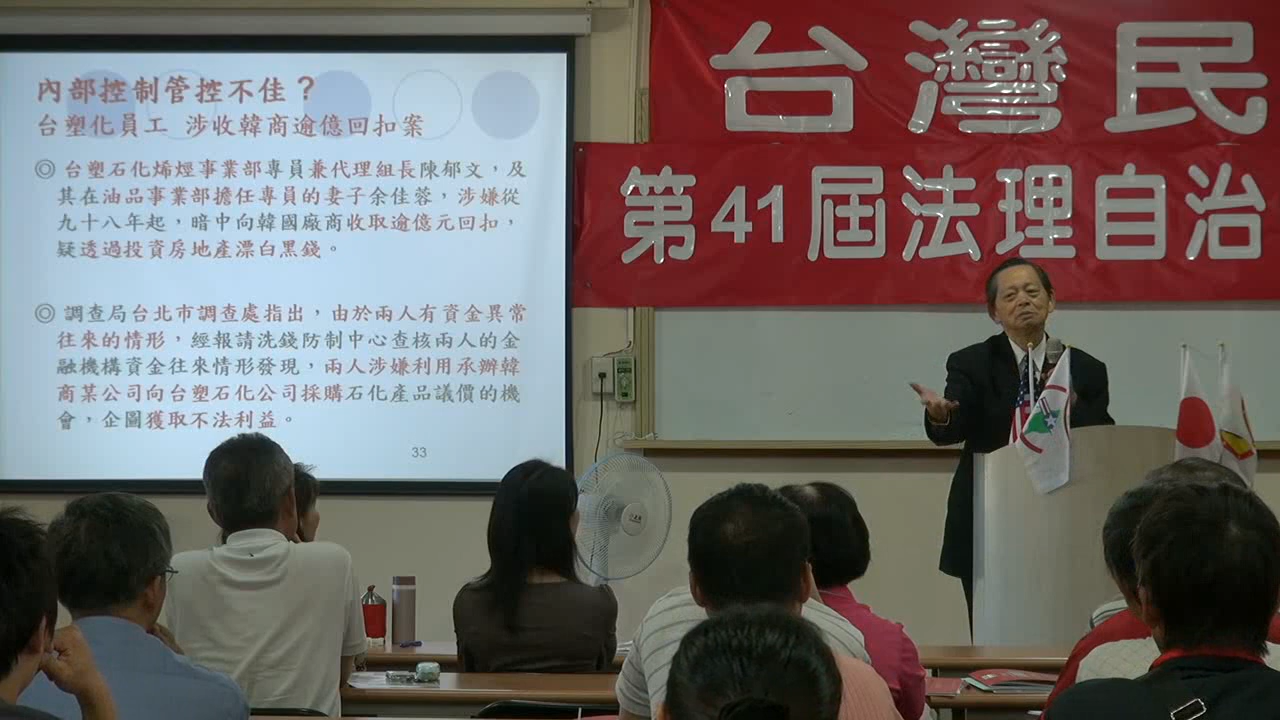 內部控制管控不佳？
台塑化員工 涉收韓商逾億回扣案
◎ 台塑石化烯烴事業部專員兼代理組長陳郁文，及
其在油品事業部擔任專員的妻子余佳蓉，涉嫌從
九十八年起，暗中向韓國廠商收取逾億元回扣，
疑透過投資房地產漂白黑錢。
◎ 調查局台北市調查處指出，由於兩人有資金異常
往來的情形，經報請洗錢防制中心查核兩人的金
融機構資金往來情形發現，兩人涉嫌利用承辦韓
商某公司向台塑石化公司採購石化產品議價的機
會，企圖獲取不法利益。
33
台灣民
第41屆法理自治